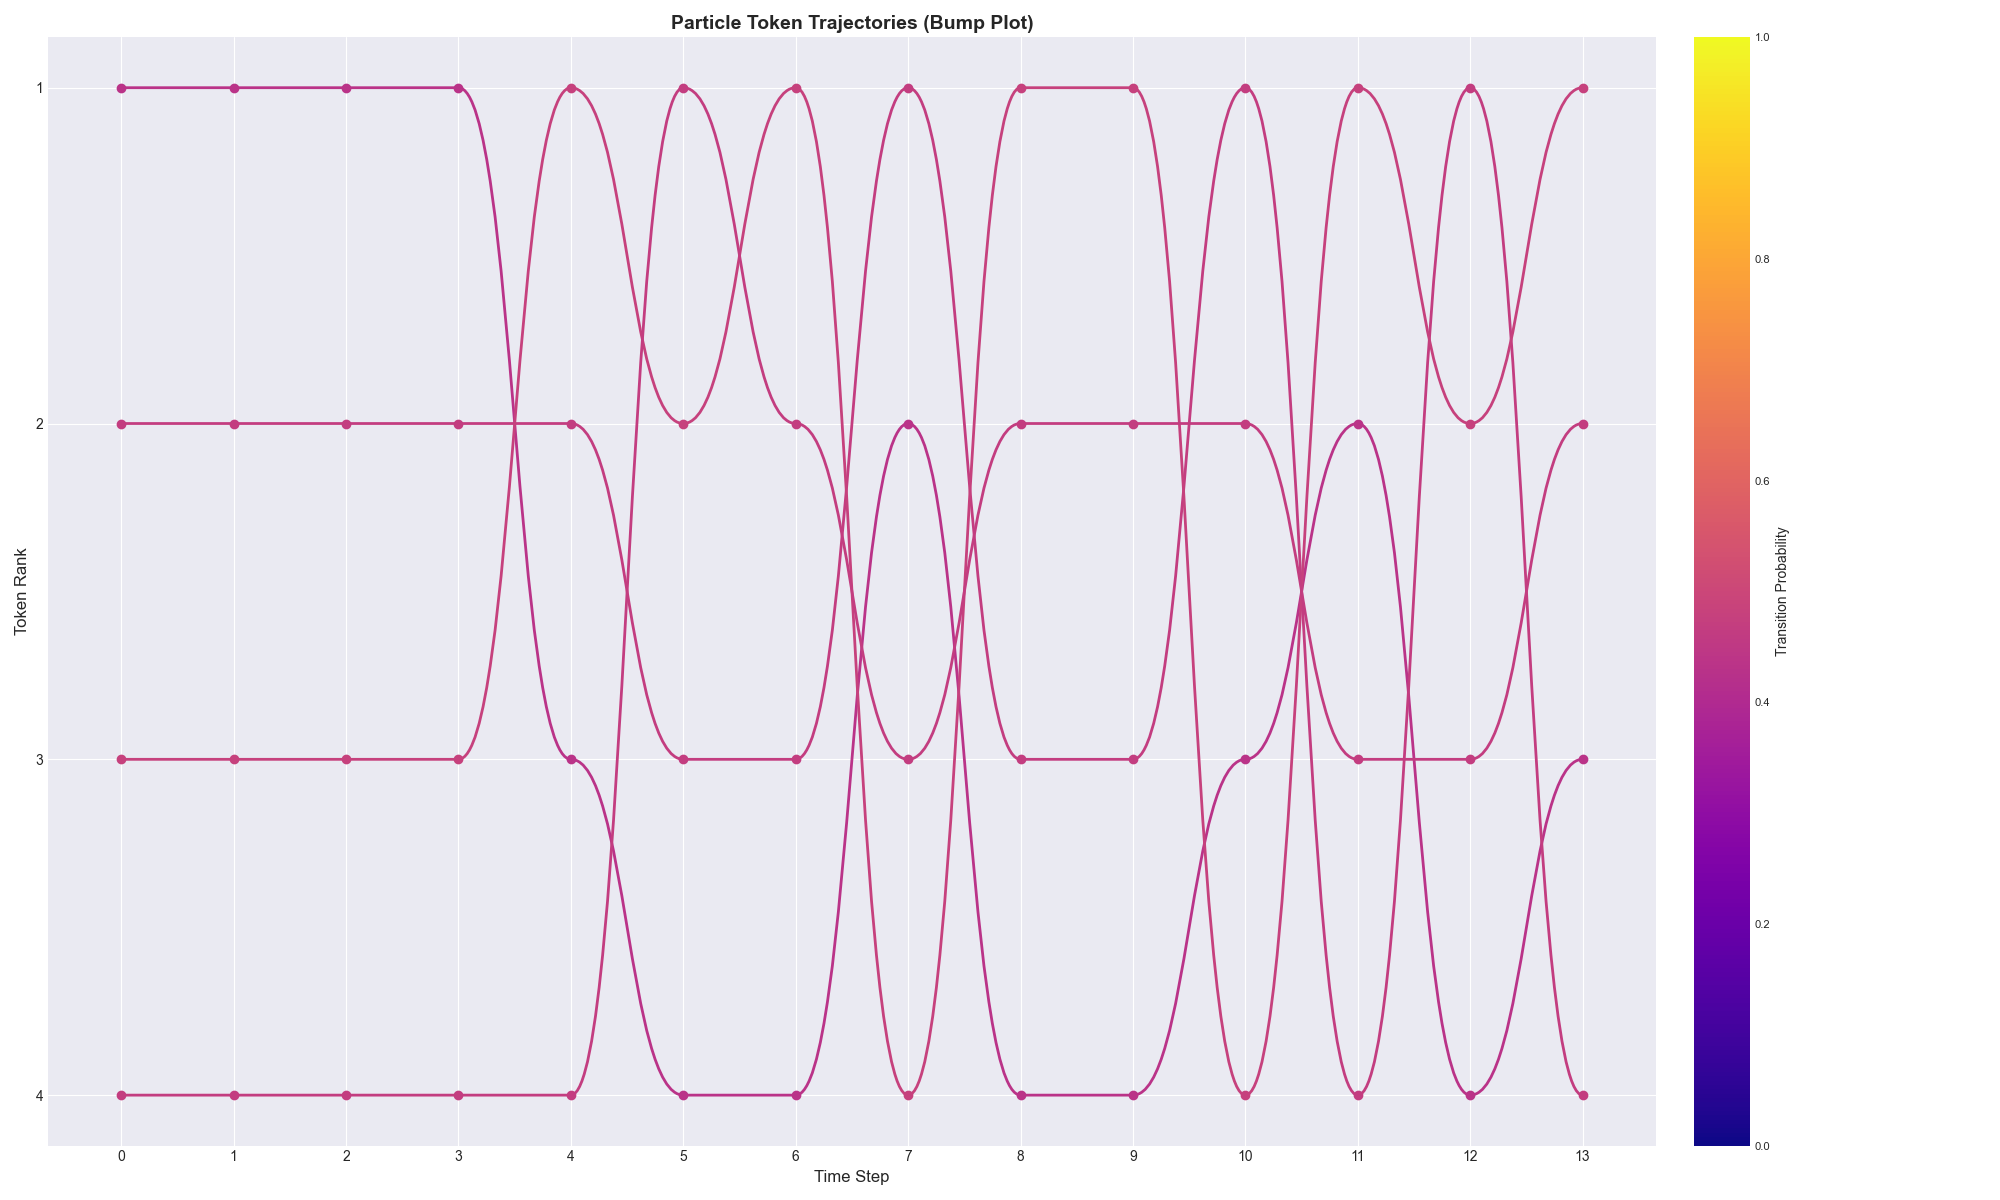 Particle Token Trajectories (Bump Plot)
Token Rank
1
2
3
4
0 1 2 3 4 5 6 7 8 9 10 11 12 13
Time Step
1.0
0.8
0.6
0.4
0.2
0.0
Transition Probability